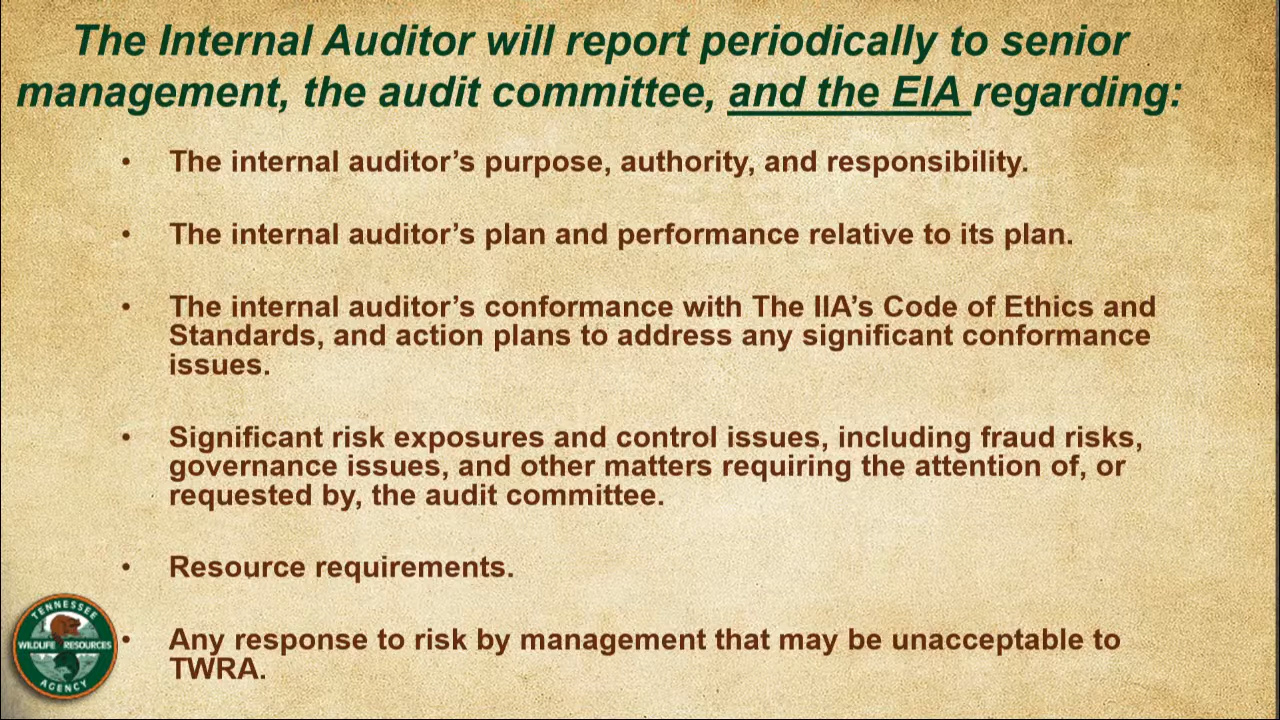 The Internal Auditor will report periodically to senior
management, the audit committee, and the EIA regarding:
• The internal auditor’s purpose, authority, and responsibility.
• The internal auditor’s plan and performance relative to its plan.
• The internal auditor’s conformance with The IIA’s Code of Ethics and
Standards, and action plans to address any significant conformance
issues.
• Significant risk exposures and control issues, including fraud risks,
governance issues, and other matters requiring the attention of, or
requested by, the audit committee.
• Resource requirements.
• Any response to risk by management that may be unacceptable to
TWRA.
TENNESSEE
WILDLIFE RESOURCES
AGENCY